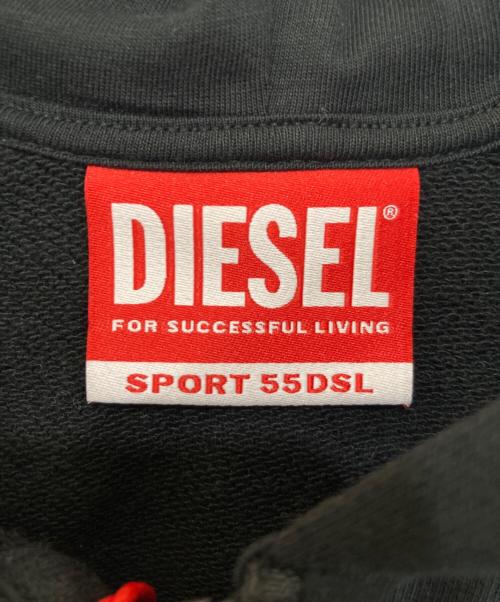 DIESEL®
FOR SUCCESSFUL LIVING
SPORT 55DSL